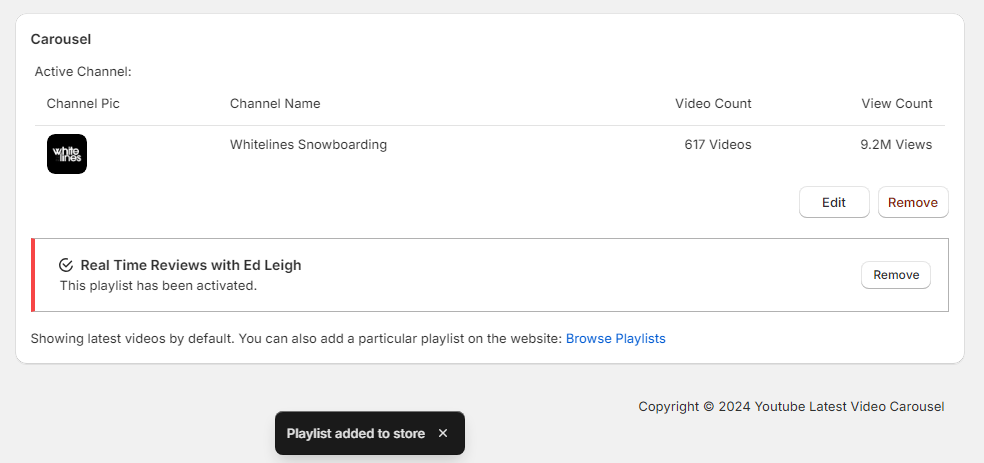 Carousel
Active Channel:
Channel Pic Channel Name Video Count View Count
white lines Whitelines Snowboarding 617 Videos 9.2M Views
Edit Remove
Real Time Reviews with Ed Leigh
This playlist has been activated.
Remove
Showing latest videos by default. You can also add a particular playlist on the website: Browse Playlists
Copyright © 2024 Youtube Latest Video Carousel
Playlist added to store